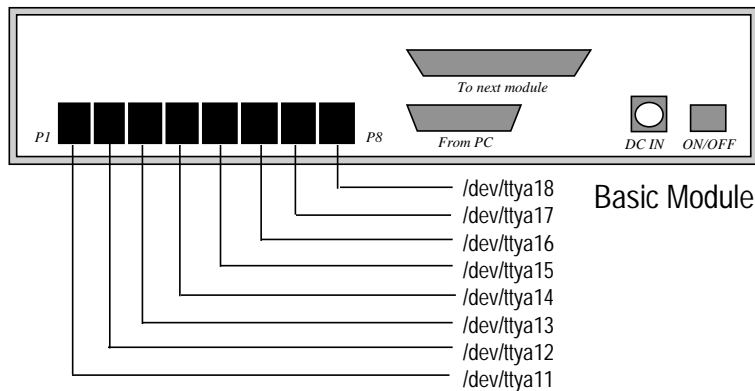 To next module
P1
P8
From PC
DC IN
ON/OFF
/dev/ttya18
Basic Module
/dev/ttya17
/dev/ttya16
/dev/ttya15
/dev/ttya14
/dev/ttya13
/dev/ttya12
/dev/ttya11